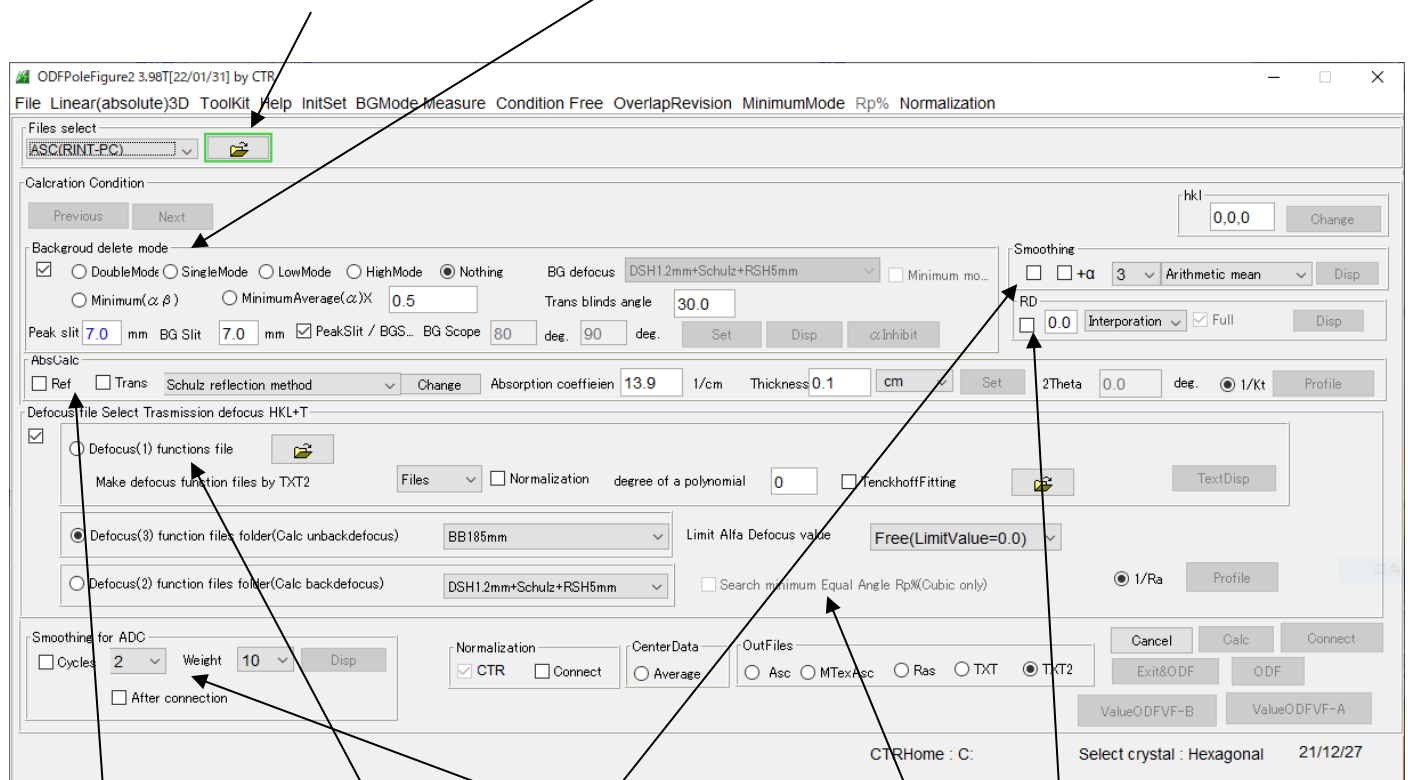 ODFPoleFigure2 3.98T[22/01/31] by CTR
File Linear(absolute)3D ToolKit Help InitSet BGMode Measure Condition Free OverlapRevision MinimumMode Rp% Normalization
Files select
ASC(RINT-PC)
Calcration Condition
Previous Next
hkl
0,0,0 Change
Backgroud delete mode
DoubleMode SingleMode LowMode HighMode Nothing BG defocus DSH1.2mm+Schulz+RSH5mm Minimum mo...
Minimum(αβ) MinimumAverage(α)X 0.5 Trans blinds angle 30.0
Peak slit 7.0 mm BG Slit 7.0 mm PeakSlit / BGS... BG Scope 80 deg. 90 deg. Set Disp αInhibit
Smoothing
+α 3 Arithmetic mean Disp
RD
0.0 Interporation Full Disp
AbsCalc
Ref Trans Schulz reflection method Change Absorption coeffieien 13.9 1/cm Thickness 0.1 cm Set 2Theta 0.0 deg. 1/Kt Profile
Defocus file Select Trasmission defocus HKL+T
Defocus(1) functions file
Make defocus function files by TXT2 Files Normalization degree of a polynomial 0 TenckhoffFitting TextDisp
Defocus(3) function files folder(Calc unbackdefocus) BB185mm Limit Alfa Defocus value Free(LimitValue=0.0)
Defocus(2) function files folder(Calc backdefocus) DSH1.2mm+Schulz+RSH5mm Search minimum Equal Angle Rp%(Cubic only) 1/Ra Profile
Smoothing for ADC
Cycles 2 Weight 10 Disp
After connection
Normalization
CTR Connect
CenterData
Average
OutFiles
Asc MTexAsc Ras TXT TXT2
Cancel Calc Connect
Exit&ODF ODF
ValueODFVF-B ValueODFVF-A
CTRHome : C: Select crystal : Hexagonal 21/12/27